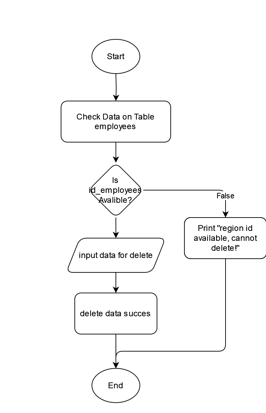 Start
Check Data on Table
employees
Is
id_employees
Avalible?
False
Print "region id
available, cannot
delete!"
input data for delete
delete data succes
End